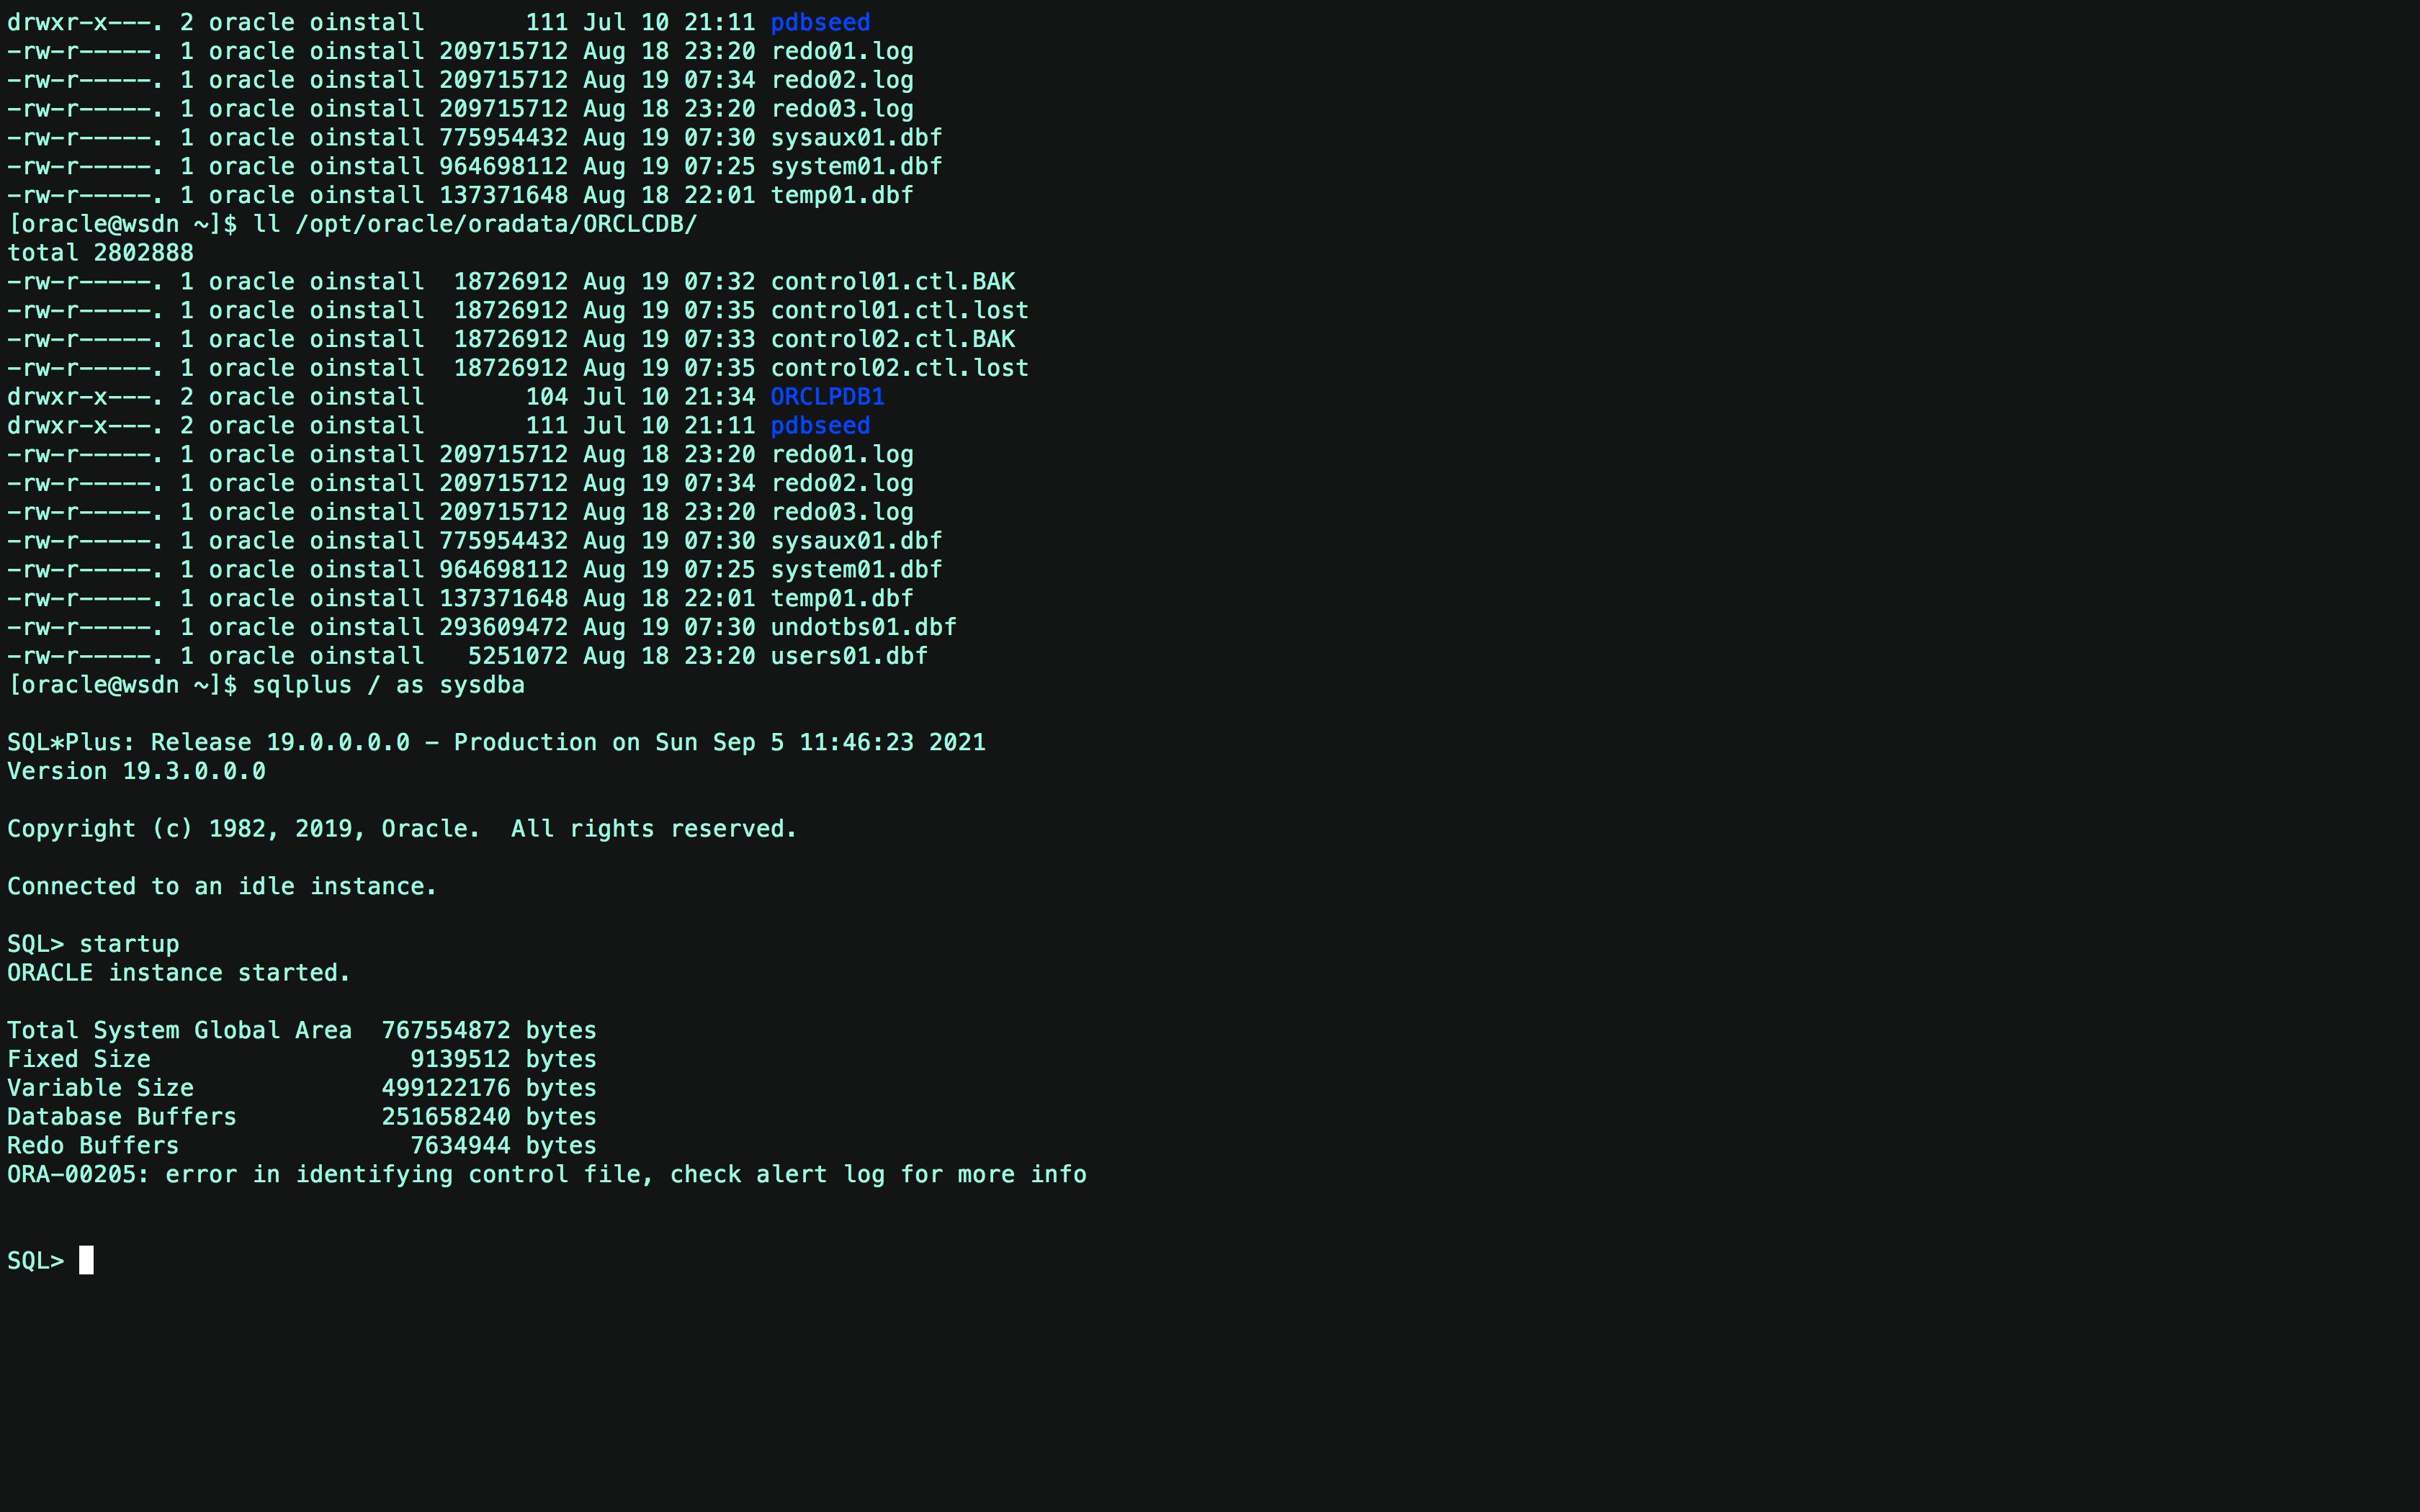 drwxr-x---. 2 oracle oinstall       111 Jul 10 21:11 pdbseed
-rw-r-----. 1 oracle oinstall 209715712 Aug 18 23:20 redo01.log
-rw-r-----. 1 oracle oinstall 209715712 Aug 19 07:34 redo02.log
-rw-r-----. 1 oracle oinstall 209715712 Aug 18 23:20 redo03.log
-rw-r-----. 1 oracle oinstall 775954432 Aug 19 07:30 sysaux01.dbf
-rw-r-----. 1 oracle oinstall 964698112 Aug 19 07:25 system01.dbf
-rw-r-----. 1 oracle oinstall 137371648 Aug 18 22:01 temp01.dbf
[oracle@wsdn ~]$ ll /opt/oracle/oradata/ORCLCDB/
total 2802888
-rw-r-----. 1 oracle oinstall  18726912 Aug 19 07:32 control01.ctl.BAK
-rw-r-----. 1 oracle oinstall  18726912 Aug 19 07:35 control01.ctl.lost
-rw-r-----. 1 oracle oinstall  18726912 Aug 19 07:33 control02.ctl.BAK
-rw-r-----. 1 oracle oinstall  18726912 Aug 19 07:35 control02.ctl.lost
drwxr-x---. 2 oracle oinstall       104 Jul 10 21:34 ORCLPDB1
drwxr-x---. 2 oracle oinstall       111 Jul 10 21:11 pdbseed
-rw-r-----. 1 oracle oinstall 209715712 Aug 18 23:20 redo01.log
-rw-r-----. 1 oracle oinstall 209715712 Aug 19 07:34 redo02.log
-rw-r-----. 1 oracle oinstall 209715712 Aug 18 23:20 redo03.log
-rw-r-----. 1 oracle oinstall 775954432 Aug 19 07:30 sysaux01.dbf
-rw-r-----. 1 oracle oinstall 964698112 Aug 19 07:25 system01.dbf
-rw-r-----. 1 oracle oinstall 137371648 Aug 18 22:01 temp01.dbf
-rw-r-----. 1 oracle oinstall 293609472 Aug 19 07:30 undotbs01.dbf
-rw-r-----. 1 oracle oinstall   5251072 Aug 18 23:20 users01.dbf
[oracle@wsdn ~]$ sqlplus / as sysdba
SQL*Plus: Release 19.0.0.0.0 - Production on Sun Sep 5 11:46:23 2021
Version 19.3.0.0.0
Copyright (c) 1982, 2019, Oracle.  All rights reserved.
Connected to an idle instance.
SQL> startup
ORACLE instance started.
Total System Global Area  767554872 bytes
Fixed Size                  9139512 bytes
Variable Size             499122176 bytes
Database Buffers          251658240 bytes
Redo Buffers                7634944 bytes
ORA-00205: error in identifying control file, check alert log for more info
SQL>